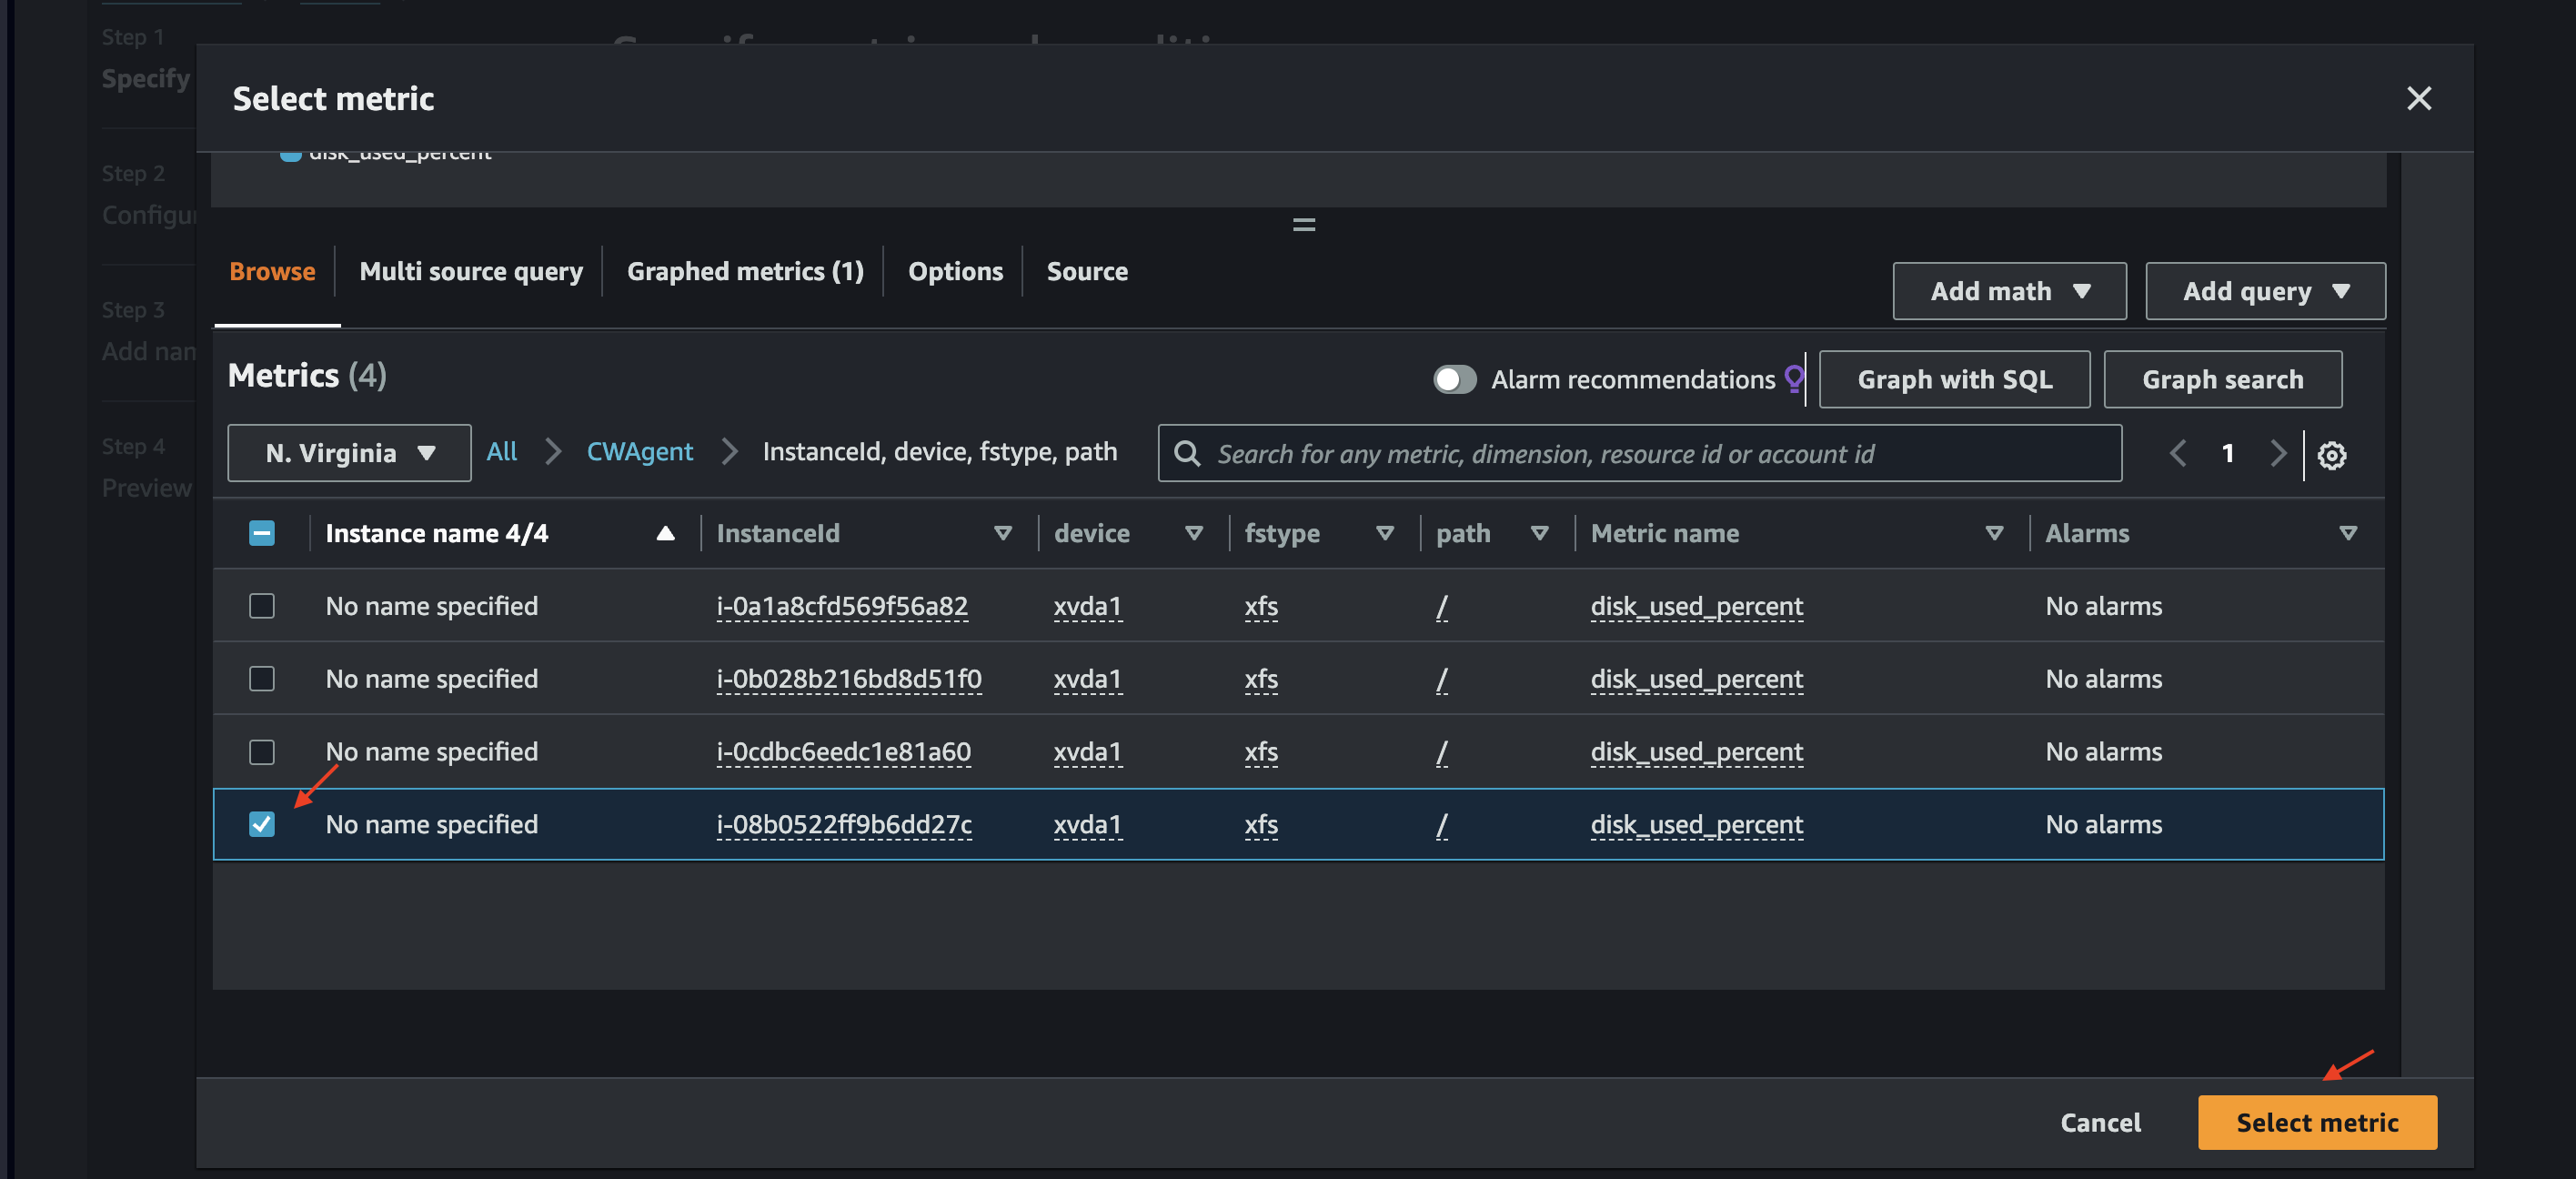 Step 1
Specify
Step 2
Configur
Step 3
Add nam
Step 4
Preview
Select metric
disk_used_percent
Browse
Multi source query
Graphed metrics (1)
Options
Source
Add math
Add query
Metrics (4)
Alarm recommendations
Graph with SQL
Graph search
N. Virginia
All
CWAgent
InstanceId, device, fstype, path
Search for any metric, dimension, resource id or account id
1
Instance name 4/4 InstanceId device fstype path Metric name Alarms
No name specified i-0a1a8cfd569f56a82 xvda1 xfs / disk_used_percent No alarms
No name specified i-0b028b216bd8d51f0 xvda1 xfs / disk_used_percent No alarms
No name specified i-0cdbc6eedc1e81a60 xvda1 xfs / disk_used_percent No alarms
No name specified i-08b0522ff9b6dd27c xvda1 xfs / disk_used_percent No alarms
Cancel
Select metric